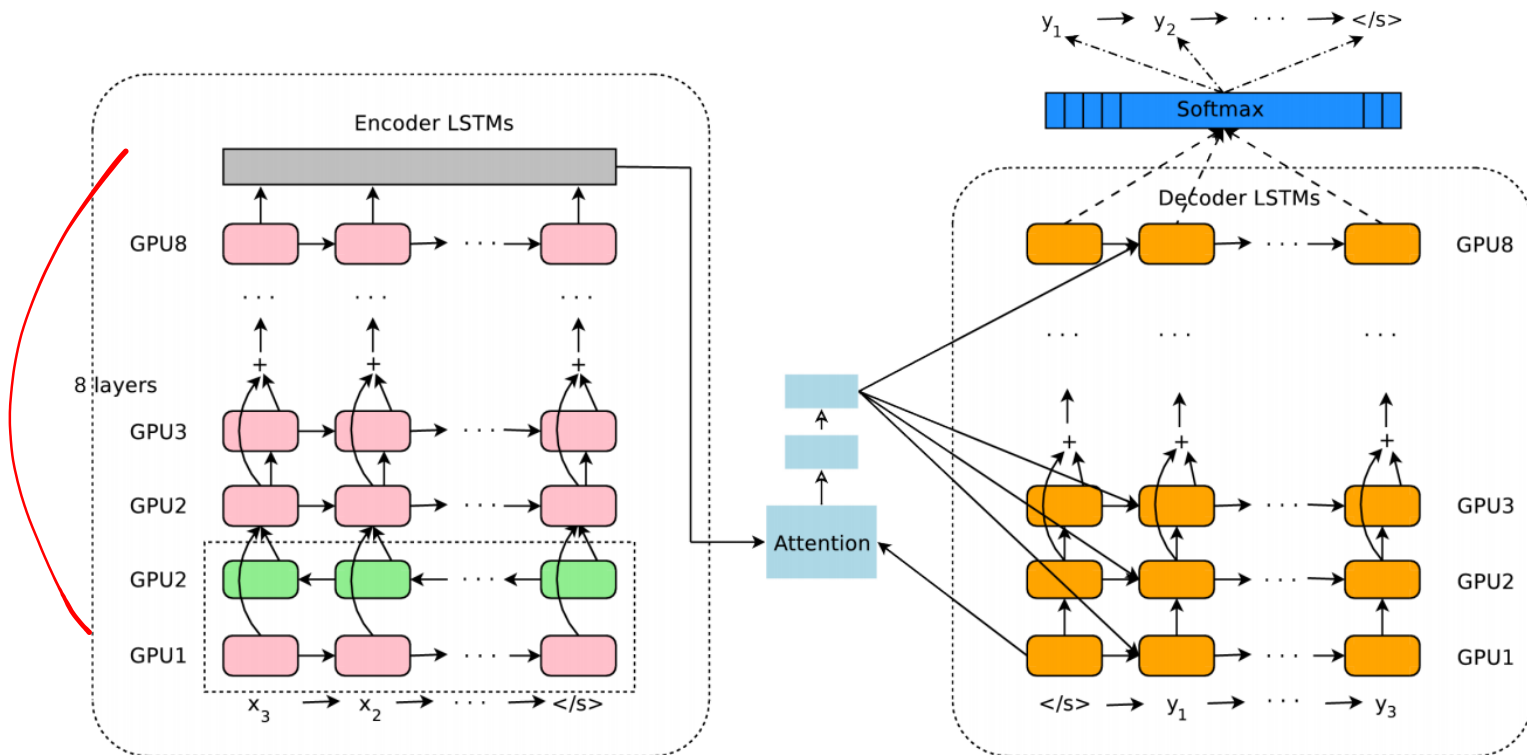 y1 → y2 → · · · → </s>
Softmax
Encoder LSTMs
Decoder LSTMs
GPU8
· · ·
· · ·
· · ·
· · ·
GPU8
· · ·
· · ·
· · ·
· · ·
· · ·
· · ·
+
+
+
8 layers
GPU3
· · ·
+
+
+
GPU2
· · ·
GPU3
· · ·
Attention
GPU2
· · ·
GPU2
· · ·
GPU1
· · ·
GPU1
· · ·
x3 → x2 → · · · → </s>
</s> → y1 → · · · → y3